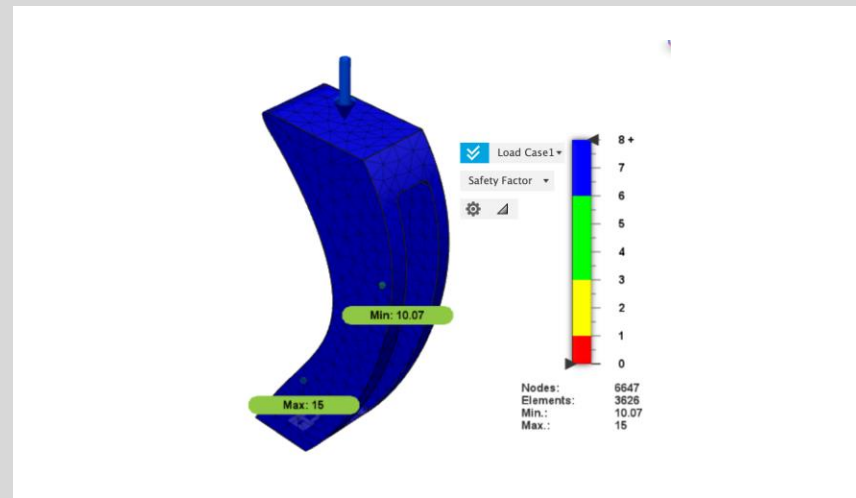 Load Case1
Safety Factor
8 +
7
6
5
4
3
2
1
0
Min: 10.07
Max: 15
Nodes: 6647
Elements: 3626
Min.: 10.07
Max.: 15